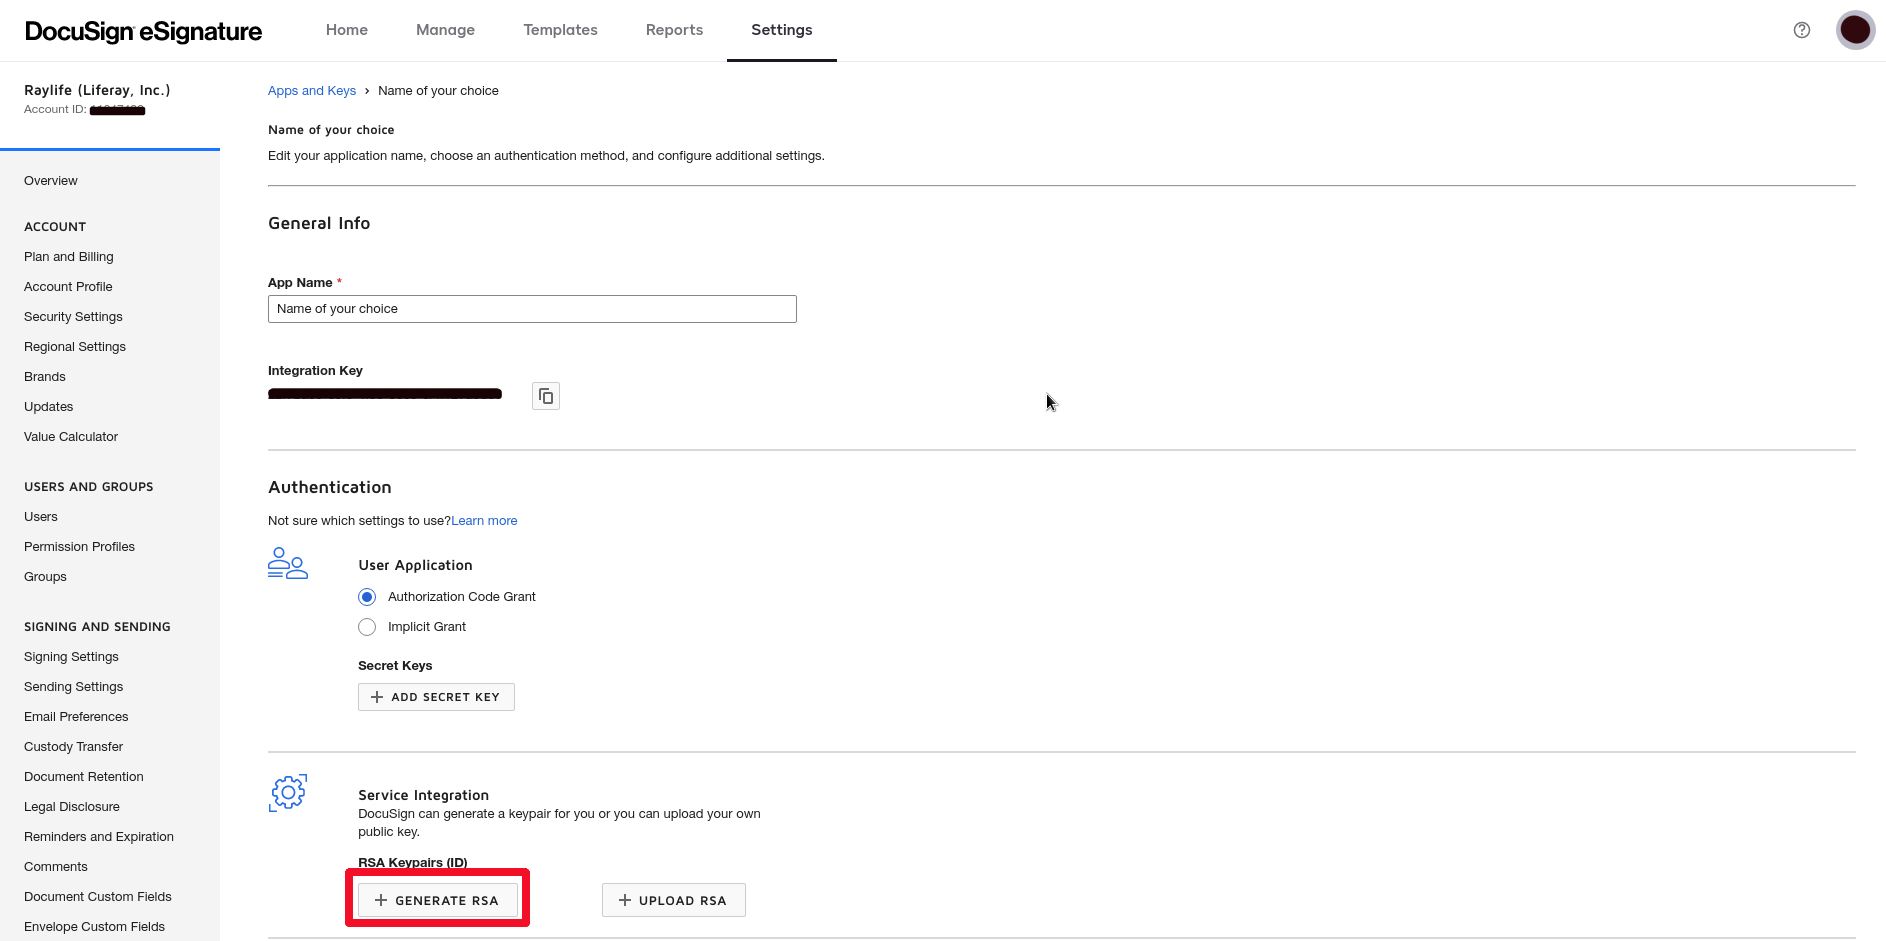 DocuSign eSignature
Home Manage Templates Reports Settings
Raylife (Liferay, Inc.)
Account ID:
Overview
ACCOUNT
Plan and Billing
Account Profile
Security Settings
Regional Settings
Brands
Updates
Value Calculator
USERS AND GROUPS
Users
Permission Profiles
Groups
SIGNING AND SENDING
Signing Settings
Sending Settings
Email Preferences
Custody Transfer
Document Retention
Legal Disclosure
Reminders and Expiration
Comments
Document Custom Fields
Envelope Custom Fields
Apps and Keys › Name of your choice
Name of your choice
Edit your application name, choose an authentication method, and configure additional settings.
General Info
App Name *
Name of your choice
Integration Key
Authentication
Not sure which settings to use?Learn more
User Application
Authorization Code Grant
Implicit Grant
Secret Keys
+ ADD SECRET KEY
Service Integration
DocuSign can generate a keypair for you or you can upload your own
public key.
RSA Keypairs (ID)
+ GENERATE RSA
+ UPLOAD RSA